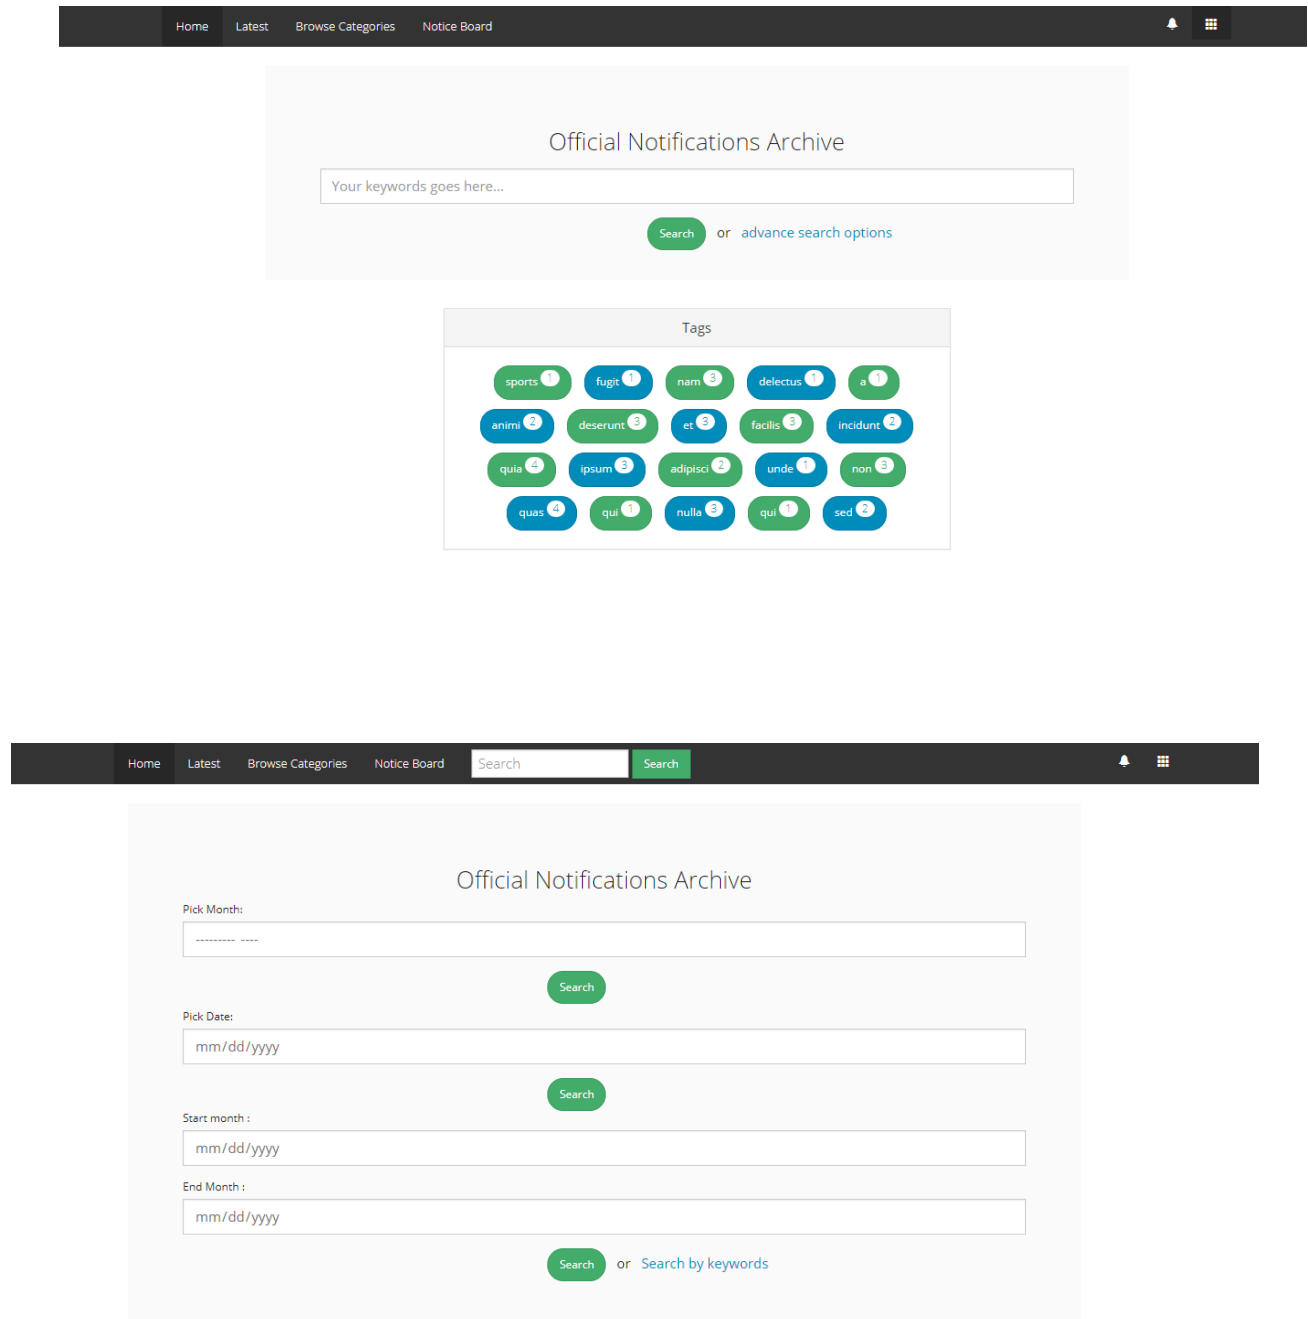 Home Latest Browse Categories Notice Board
Official Notifications Archive
Your keywords goes here...
Search or advance search options
Tags
sports 1 fugit 1 nam 3 delectus 1 a 1
animi 2 deserunt 3 et 3 facilis 3 incidunt 2
quia 4 ipsum 3 adipisci 2 unde 1 non 3
quas 4 qui 1 nulla 3 qui 1 sed 2
Home Latest Browse Categories Notice Board Search Search
Official Notifications Archive
Pick Month:
--------- ----
Search
Pick Date:
mm/dd/yyyy
Search
Start month :
mm/dd/yyyy
End Month :
mm/dd/yyyy
Search or Search by keywords